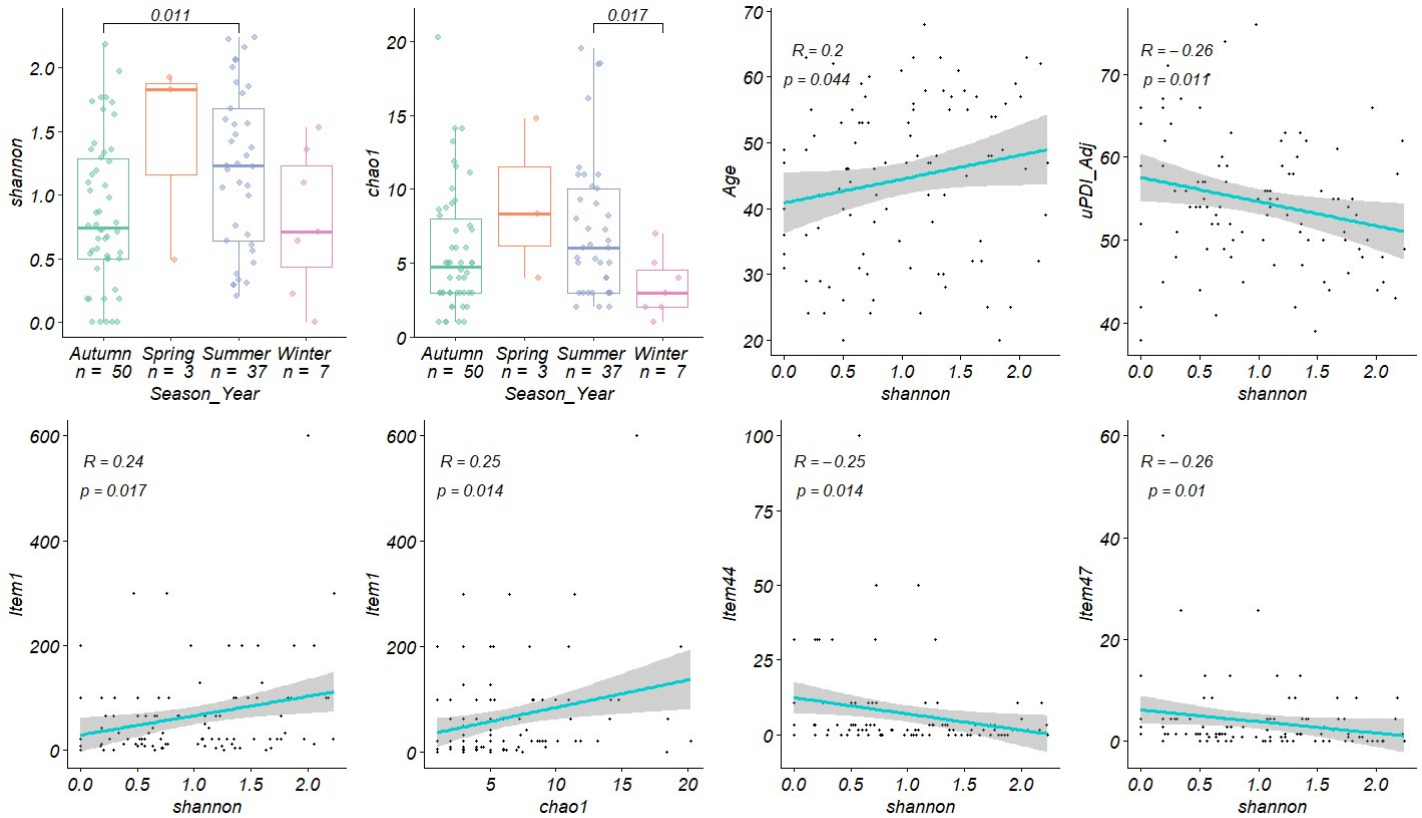 0.011
shannon
2.0
1.5
1.0
0.5
0.0
Autumn Spring Summer Winter
n = 50 n = 3 n = 37 n = 7
Season_Year
0.017
chao1
20
15
10
5
0
Autumn Spring Summer Winter
n = 50 n = 3 n = 37 n = 7
Season_Year
R = 0.2
p = 0.044
Age
70
60
50
40
30
20
0.0 0.5 1.0 1.5 2.0
shannon
R = − 0.26
p = 0.011
uPDI_Adj
70
60
50
40
0.0 0.5 1.0 1.5 2.0
shannon
R = 0.24
p = 0.017
Item1
600
400
200
0
0.0 0.5 1.0 1.5 2.0
shannon
R = 0.25
p = 0.014
Item1
600
400
200
0
5 10 15 20
chao1
R = − 0.25
p = 0.014
Item44
100
75
50
25
0
0.0 0.5 1.0 1.5 2.0
shannon
R = − 0.26
p = 0.01
Item47
60
40
20
0
0.0 0.5 1.0 1.5 2.0
shannon